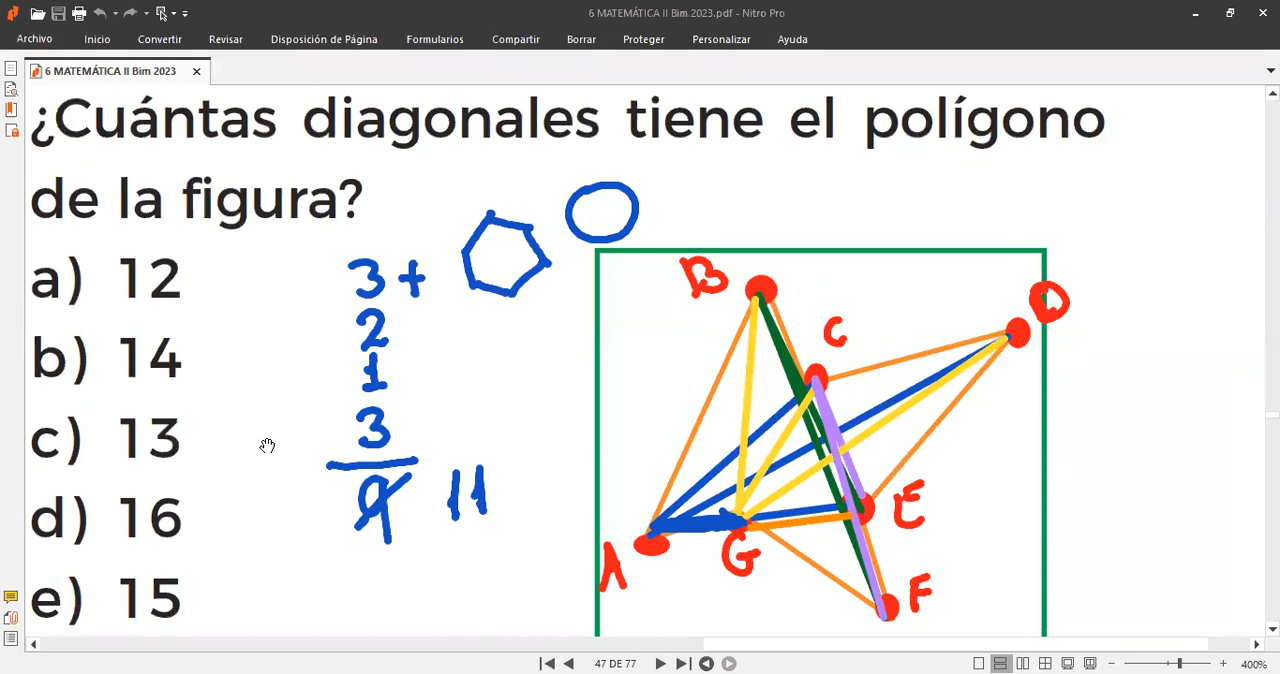 6 MATEMÁTICA II Bim 2023.pdf - Nitro Pro
Archivo Inicio Convertir Revisar Disposición de Página Formularios Compartir Borrar Proteger Personalizar Ayuda
6 MATEMÁTICA II Bim 2023
¿Cuántas diagonales tiene el polígono
de la figura?
a) 12
b) 14
c) 13
d) 16
e) 15
3+
2
1
3
9 11
B
D
C
E
A
G
F
47 DE 77
400%